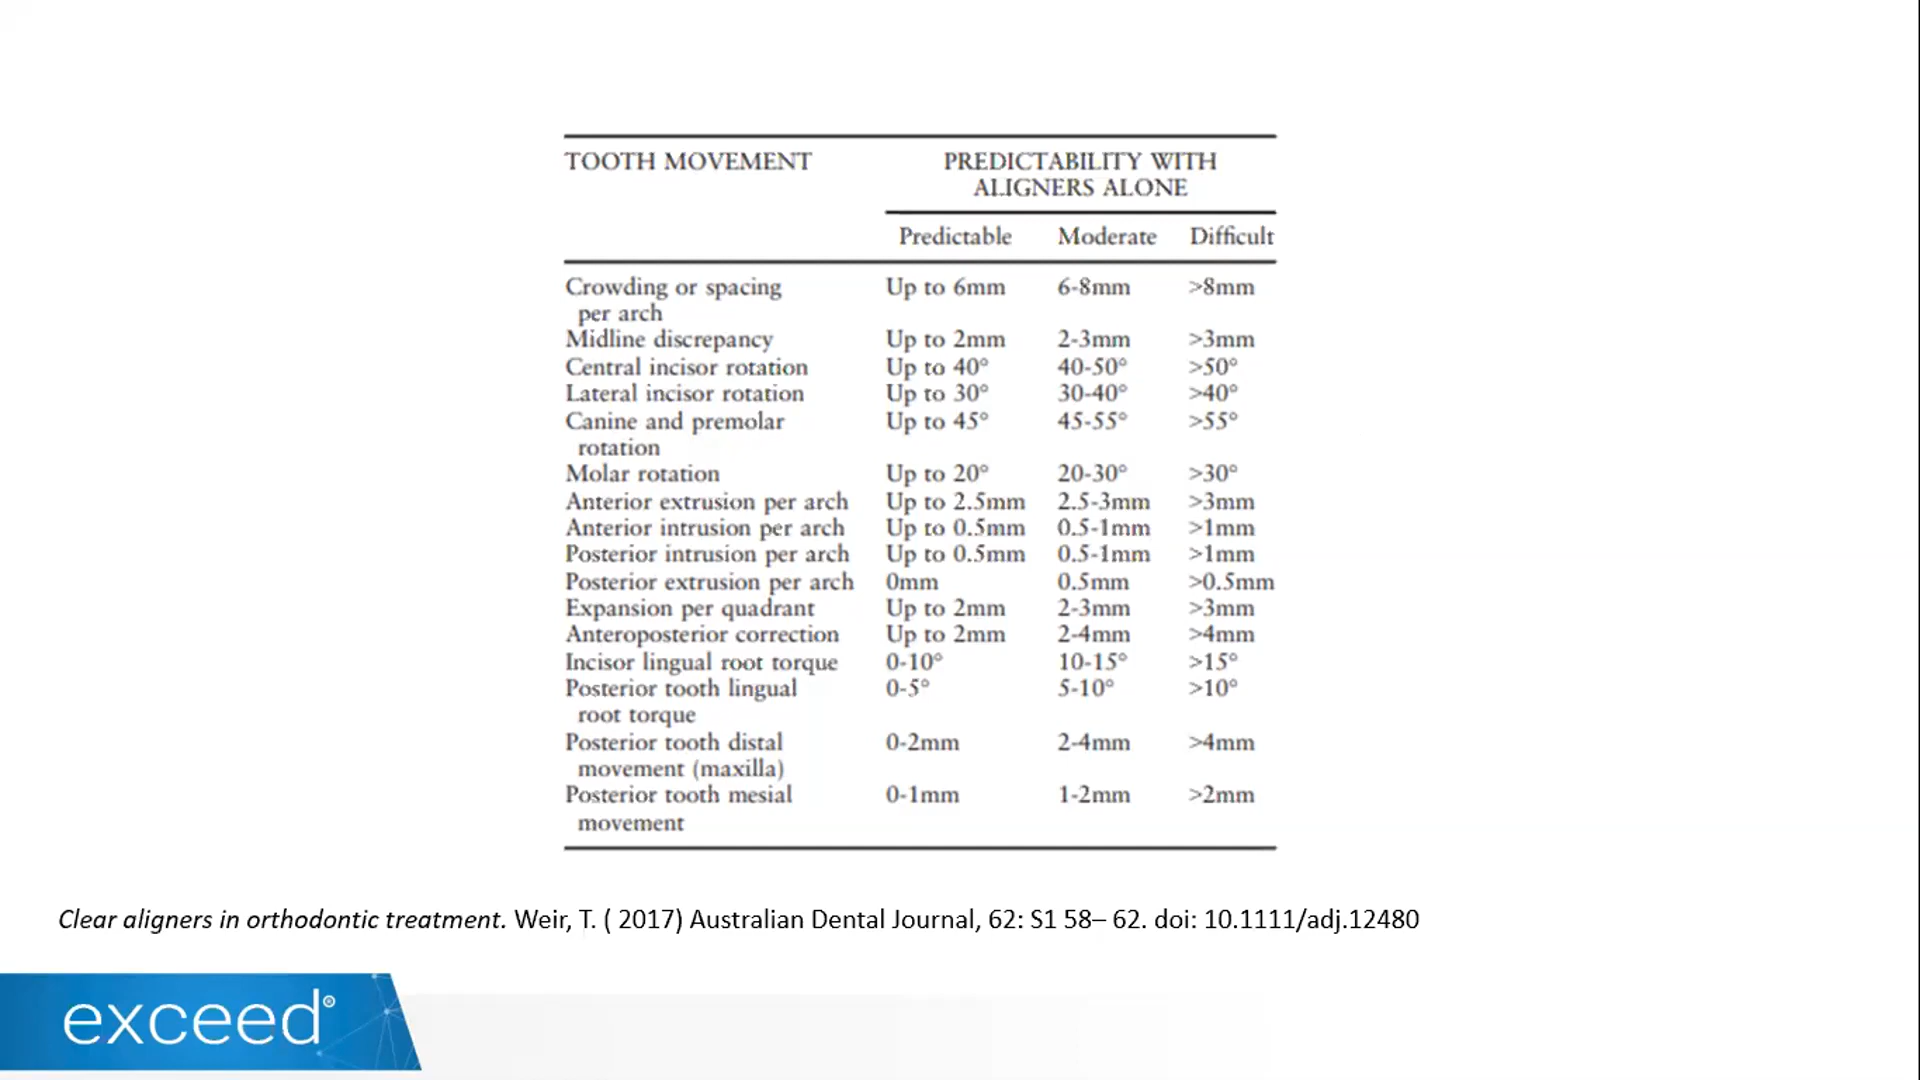 TOOTH MOVEMENT PREDICTABILITY WITH
ALIGNERS ALONE
Predictable Moderate Difficult
Crowding or spacing Up to 6mm 6-8mm >8mm
per arch
Midline discrepancy Up to 2mm 2-3mm >3mm
Central incisor rotation Up to 40° 40-50° >50°
Lateral incisor rotation Up to 30° 30-40° >40°
Canine and premolar Up to 45° 45-55° >55°
rotation
Molar rotation Up to 20° 20-30° >30°
Anterior extrusion per arch Up to 2.5mm 2.5-3mm >3mm
Anterior intrusion per arch Up to 0.5mm 0.5-1mm >1mm
Posterior intrusion per arch Up to 0.5mm 0.5-1mm >1mm
Posterior extrusion per arch 0mm 0.5mm >0.5mm
Expansion per quadrant Up to 2mm 2-3mm >3mm
Anteroposterior correction Up to 2mm 2-4mm >4mm
Incisor lingual root torque 0-10° 10-15° >15°
Posterior tooth lingual 0-5° 5-10° >10°
root torque
Posterior tooth distal 0-2mm 2-4mm >4mm
movement (maxilla)
Posterior tooth mesial 0-1mm 1-2mm >2mm
movement
Clear aligners in orthodontic treatment. Weir, T. ( 2017) Australian Dental Journal, 62: S1 58– 62. doi: 10.1111/adj.12480
exceed®